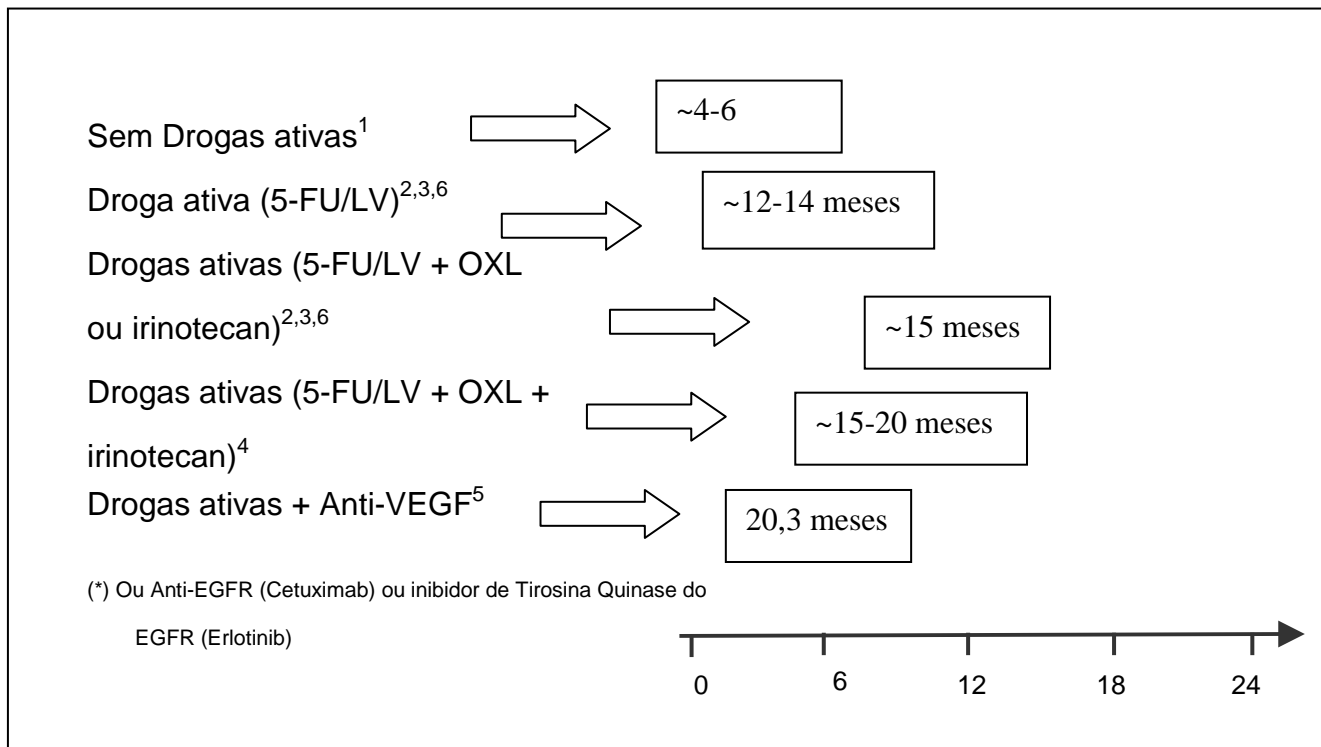 Sem Drogas ativas¹
~4-6
Droga ativa (5-FU/LV)²,³,⁶
~12-14 meses
Drogas ativas (5-FU/LV + OXL
ou irinotecan)²,³,⁶
~15 meses
Drogas ativas (5-FU/LV + OXL +
irinotecan)⁴
~15-20 meses
Drogas ativas + Anti-VEGF⁵
20,3 meses
(*) Ou Anti-EGFR (Cetuximab) ou inibidor de Tirosina Quinase do
EGFR (Erlotinib)
0 6 12 18 24